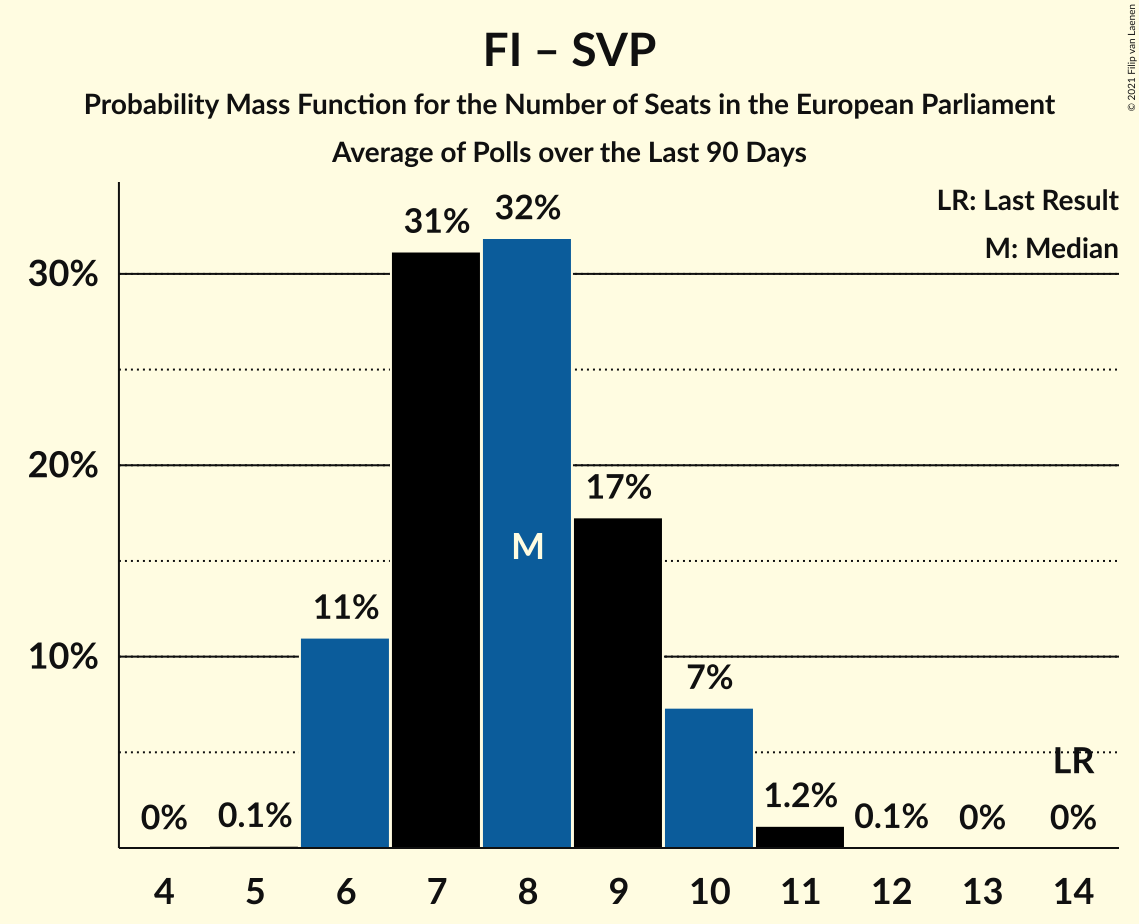 © 2021 Filip van Laenen
FI – SVP
Probability Mass Function for the Number of Seats in the European Parliament
Average of Polls over the Last 90 Days
LR: Last Result
M: Median
30%
20%
10%
0%
0.1%
11%
31%
32%
M
17%
7%
1.2%
0.1%
0%
LR
0%
4 5 6 7 8 9 10 11 12 13 14